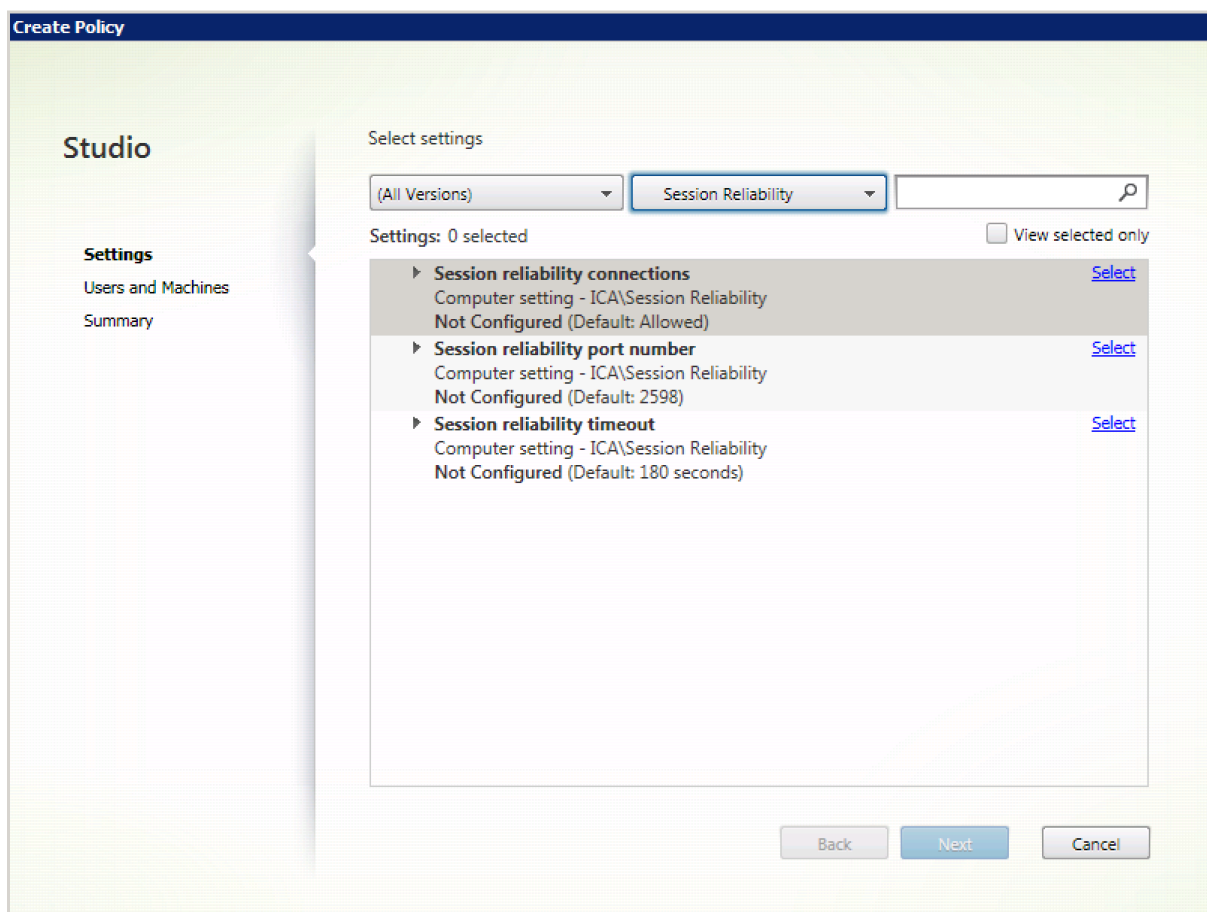 Create Policy
Studio
Settings
Users and Machines
Summary
Select settings
(All Versions)
Session Reliability
Settings: 0 selected
View selected only
Session reliability connections
Select
Computer setting - ICA\Session Reliability
Not Configured (Default: Allowed)
Session reliability port number
Select
Computer setting - ICA\Session Reliability
Not Configured (Default: 2598)
Session reliability timeout
Select
Computer setting - ICA\Session Reliability
Not Configured (Default: 180 seconds)
Back
Next
Cancel